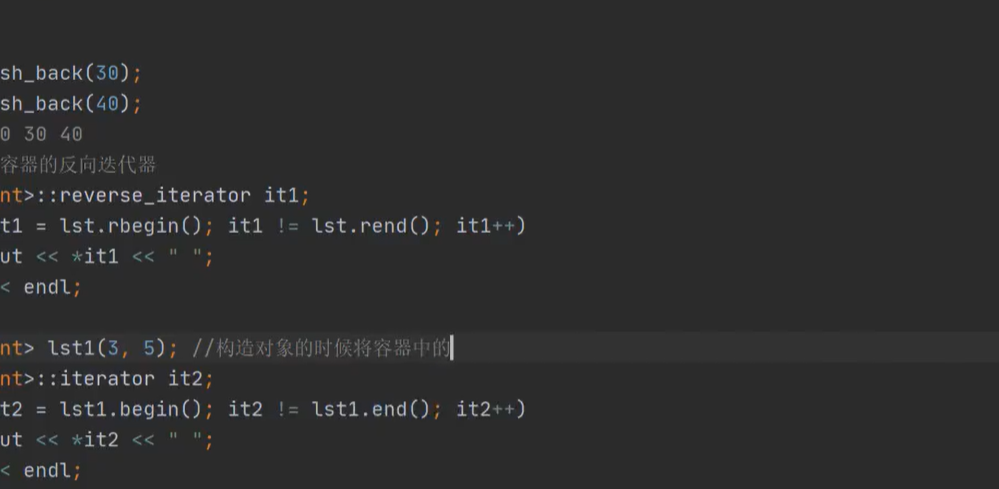 sh_back(30);
sh_back(40);
0 30 40
容器的反向迭代器
nt>::reverse_iterator it1;
t1 = lst.rbegin(); it1 != lst.rend(); it1++)
ut << *it1 << " ";
< endl;
nt> lst1(3, 5); //构造对象的时候将容器中的
nt>::iterator it2;
t2 = lst1.begin(); it2 != lst1.end(); it2++)
ut << *it2 << " ";
< endl;